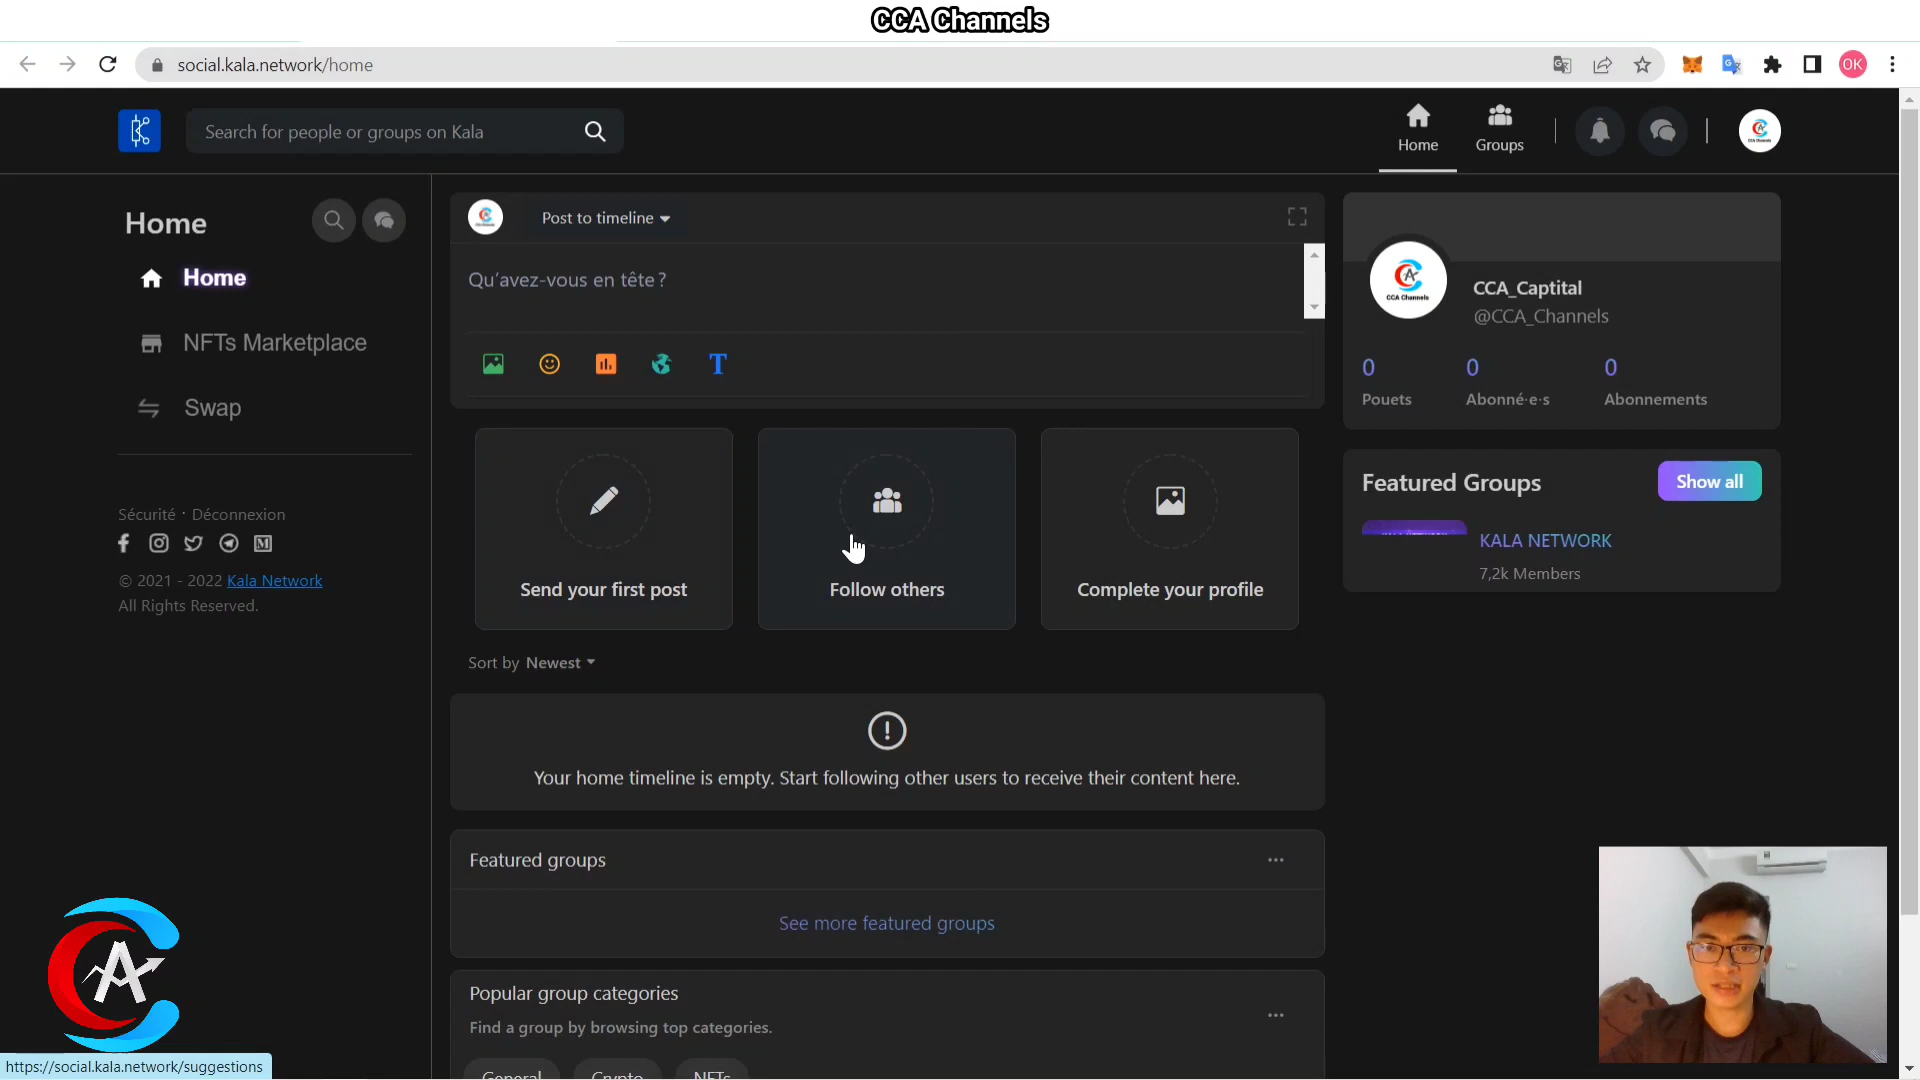 CCA Channels
social.kala.network/home
OK
Search for people or groups on Kala
Home
Groups
Home
Home
NFTs Marketplace
Swap
Sécurité · Déconnexion
© 2021 - 2022 Kala Network
All Rights Reserved.
Post to timeline
Qu'avez-vous en tête ?
T
Send your first post
Follow others
Complete your profile
Sort by Newest
Your home timeline is empty. Start following other users to receive their content here.
Featured groups
See more featured groups
Popular group categories
Find a group by browsing top categories.
General
Crypto
NFTs
CCA Channels
CCA_Captital
@CCA_Channels
0
0
0
Pouets
Abonné·e·s
Abonnements
Featured Groups
Show all
KALA NETWORK
7,2k Members
https://social.kala.network/suggestions